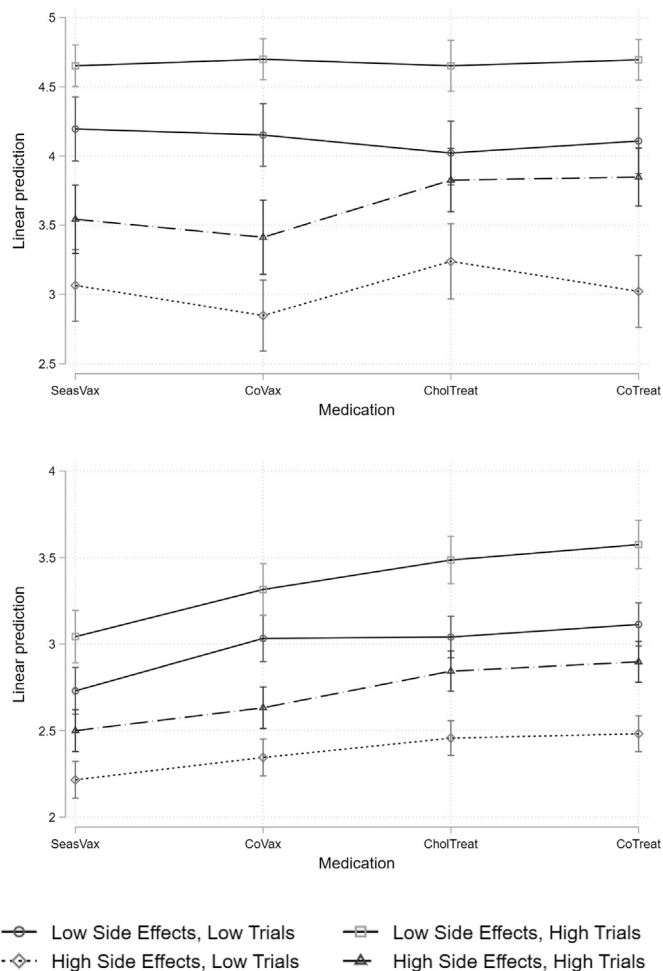 5
4.5
4
3.5
3
2.5
Linear prediction
SeasVax CoVax CholTreat CoTreat
Medication
4
3.5
3
2.5
2
Linear prediction
SeasVax CoVax CholTreat CoTreat
Medication
Low Side Effects, Low Trials Low Side Effects, High Trials
High Side Effects, Low Trials High Side Effects, High Trials